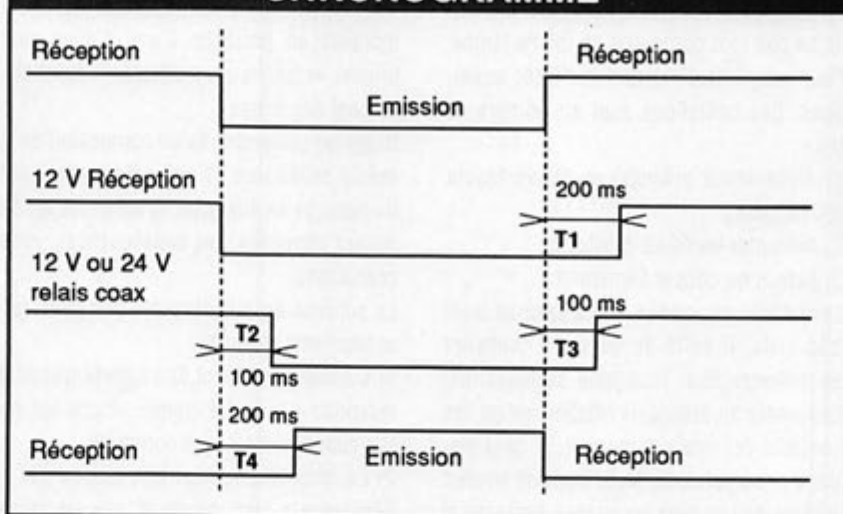 Réception Réception
Emission
12 V Réception 200 ms
T1
12 V ou 24 V
relais coax 100 ms
T2 T3
100 ms
200 ms
Réception T4 Emission Réception